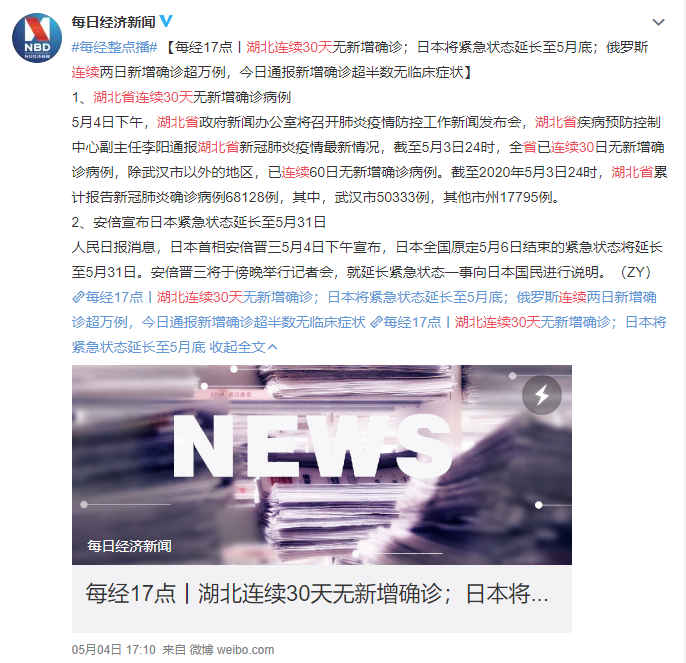 每日经济新闻
NBD
每日经济新闻
#每经整点播# 【每经17点丨湖北连续30天无新增确诊；日本将紧急状态延长至5月底；俄罗斯
连续两日新增确诊超万例，今日通报新增确诊超半数无临床症状】
1、湖北省连续30天无新增确诊病例
5月4日下午，湖北省政府新闻办公室将召开肺炎疫情防控工作新闻发布会，湖北省疾病预防控制
中心副主任李阳通报湖北省新冠肺炎疫情最新情况，截至5月3日24时，全省已连续30日无新增确
诊病例，除武汉市以外的地区，已连续60日无新增确诊病例。截至2020年5月3日24时，湖北省累
计报告新冠肺炎确诊病例68128例，其中，武汉市50333例，其他市州17795例。
2、安倍宣布日本紧急状态延长至5月31日
人民日报消息，日本首相安倍晋三5月4日下午宣布，日本全国原定5月6日结束的紧急状态将延长
至5月31日。安倍晋三将于傍晚举行记者会，就延长紧急状态一事向日本国民进行说明。（ZY）
每经17点丨湖北连续30天无新增确诊；日本将紧急状态延长至5月底；俄罗斯连续两日新增确
诊超万例，今日通报新增确诊超半数无临床症状 每经17点丨湖北连续30天无新增确诊；日本将
紧急状态延长至5月底 收起全文
NEWS
每日经济新闻
每经17点丨湖北连续30天无新增确诊；日本将...
05月04日 17:10 来自 微博 weibo.com